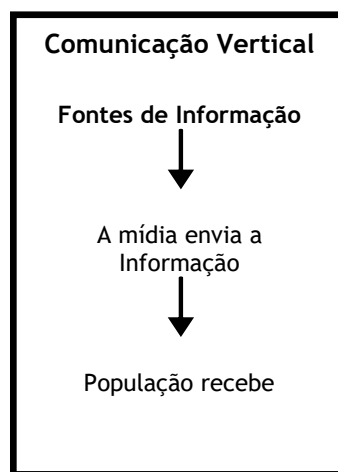 Comunicação Vertical
Fontes de Informação
A mídia envia a
Informação
População recebe